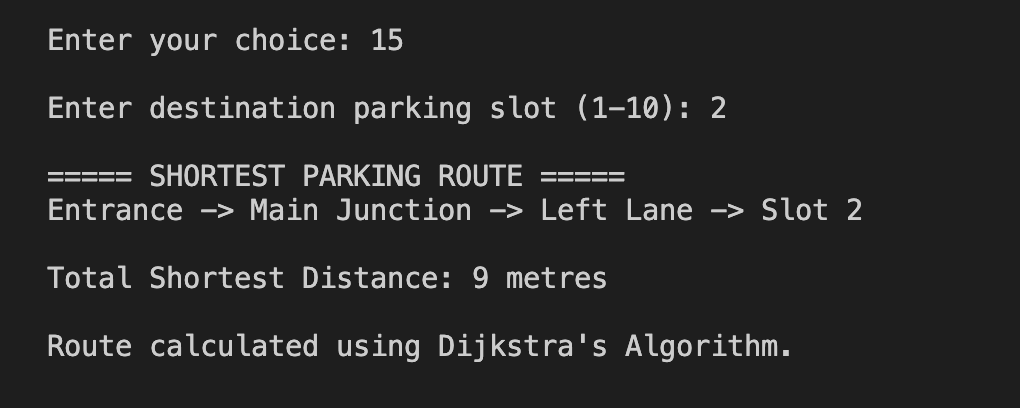 Enter your choice: 15
Enter destination parking slot (1-10): 2
===== SHORTEST PARKING ROUTE =====
Entrance -> Main Junction -> Left Lane -> Slot 2
Total Shortest Distance: 9 metres
Route calculated using Dijkstra's Algorithm.